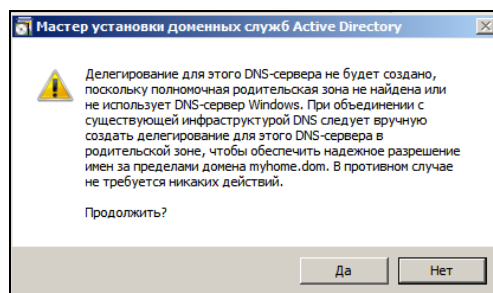 Мастер установки доменных служб Active Directory
Делегирование для этого DNS-сервера не будет создано,
поскольку полномочная родительская зона не найдена или
не использует DNS-сервер Windows. При объединении с
существующей инфраструктурой DNS следует вручную
создать делегирование для этого DNS-сервера в
родительской зоне, чтобы обеспечить надежное разрешение
имен за пределами домена myhome.dom. В противном случае
не требуется никаких действий.
Продолжить?
Да
Нет